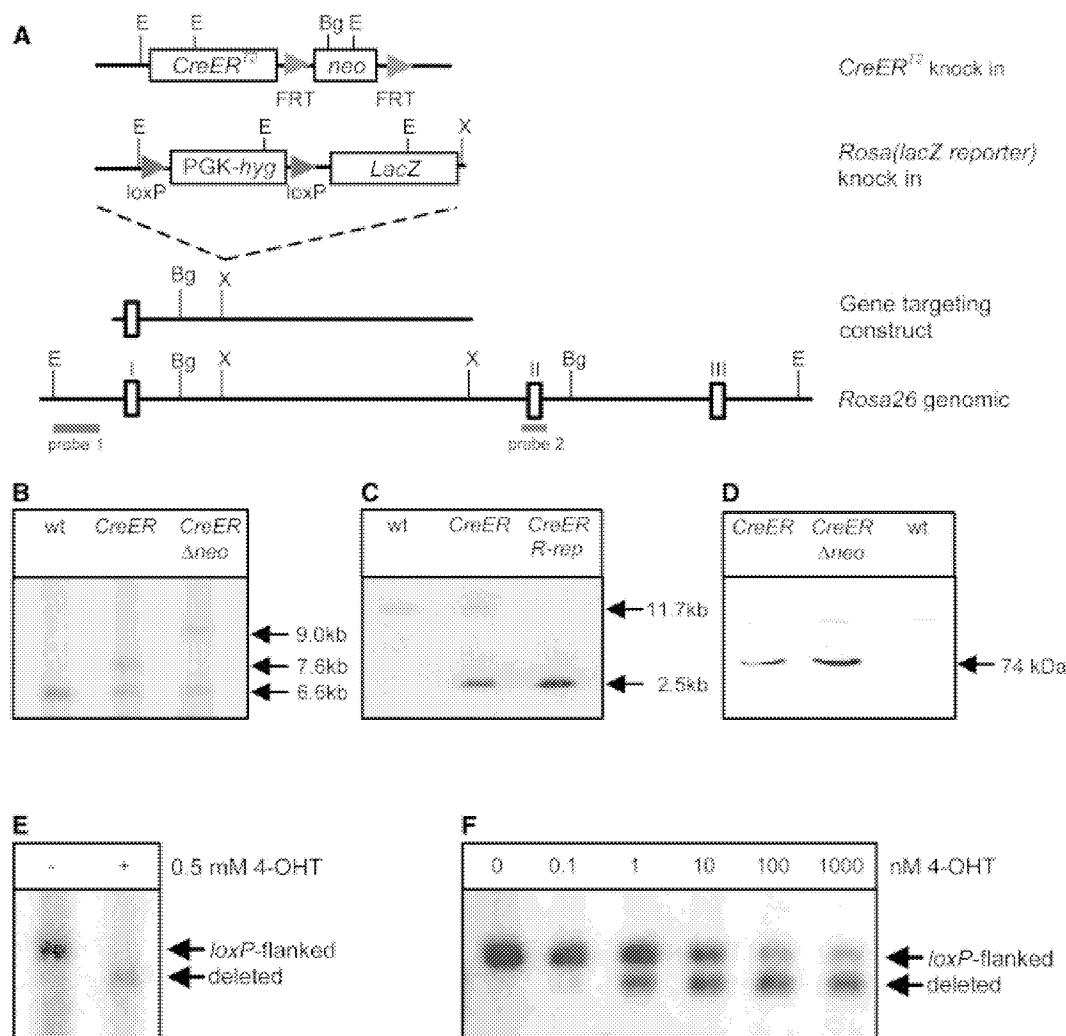 A
E E Bg E
CreER^T2 neo
CreER^T2 knock in
FRT FRT
E E E X
PGK-hyg LacZ
Rosa(lacZ reporter)
knock in
loxP loxP
Bg X
Gene targeting
construct
E I Bg X X II Bg III E
Rosa26 genomic
probe 1 probe 2
B
wt CreER CreER
Δneo
9.0kb
7.6kb
6.6kb
C
wt CreER CreER
R-rep
11.7kb
2.5kb
D
CreER CreER wt
Δneo
74 kDa
E
- + 0.5 mM 4-OHT
loxP-flanked
deleted
F
0 0.1 1 10 100 1000 nM 4-OHT
loxP-flanked
deleted